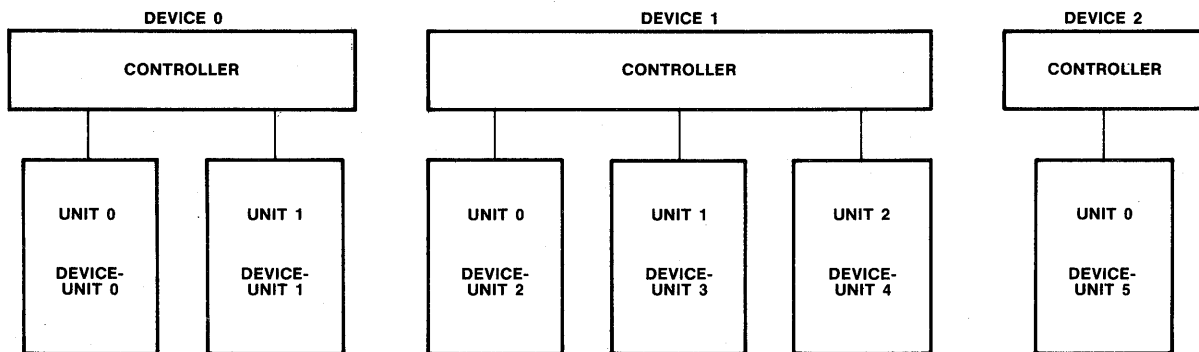 DEVICE 0
CONTROLLER
UNIT 0
DEVICE-
UNIT 0
UNIT 1
DEVICE-
UNIT 1
DEVICE 1
CONTROLLER
UNIT 0
DEVICE-
UNIT 2
UNIT 1
DEVICE-
UNIT 3
UNIT 2
DEVICE-
UNIT 4
DEVICE 2
CONTROLLER
UNIT 0
DEVICE-
UNIT 5